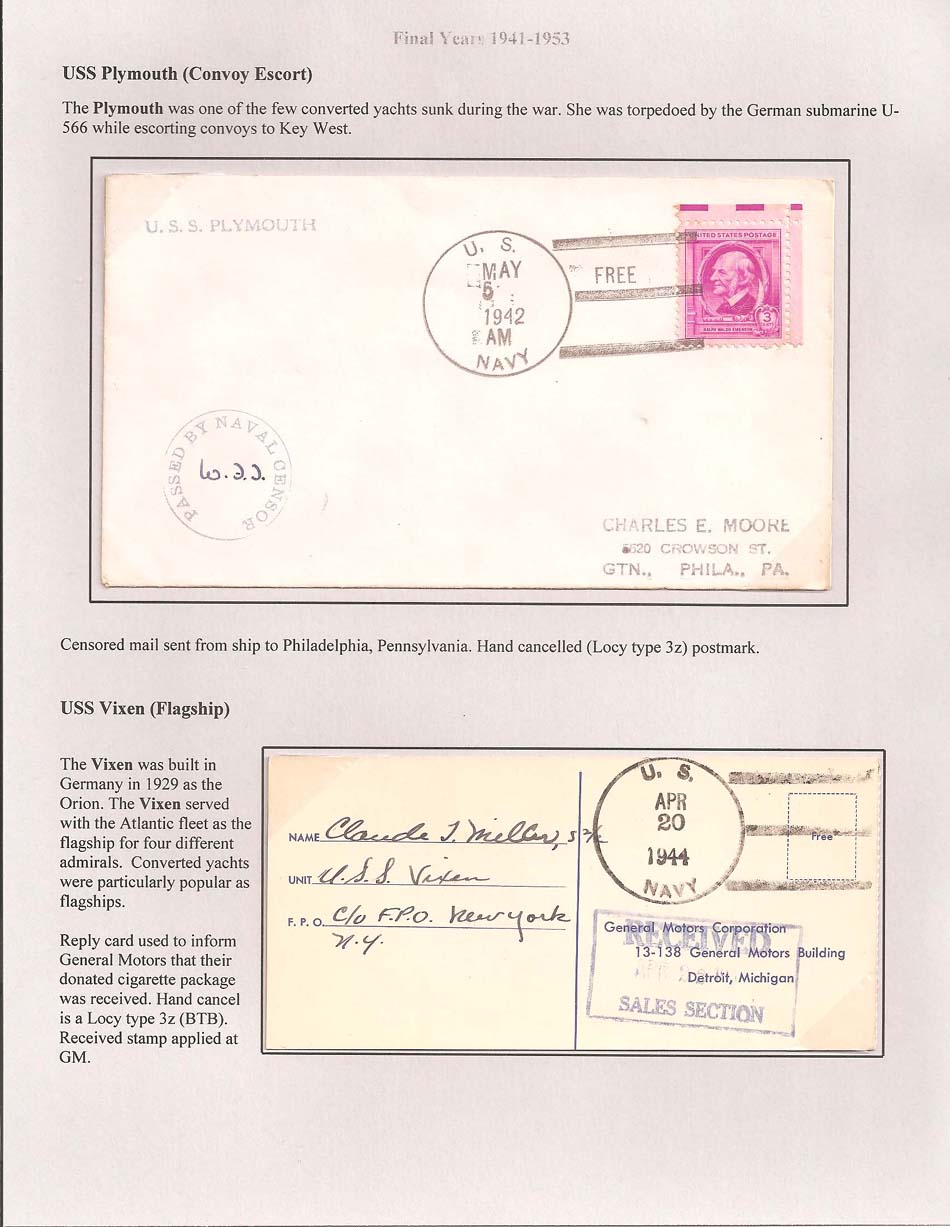 Final Years 1941-1953
USS Plymouth (Convoy Escort)
The Plymouth was one of the few converted yachts sunk during the war. She was torpedoed by the German submarine U-
566 while escorting convoys to Key West.
U. S. S. PLYMOUTH
U. S.
MAY
5
1942
AM
NAVY
FREE
UNITED STATES POSTAGE
3
RALPH WALDO EMERSON
PASSED BY NAVAL CENSOR
CHARLES E. MOORE
5620 CROWSON ST.
GTN., PHILA., PA.
Censored mail sent from ship to Philadelphia, Pennsylvania. Hand cancelled (Locy type 3z) postmark.
USS Vixen (Flagship)
The Vixen was built in
Germany in 1929 as the
Orion. The Vixen served
with the Atlantic fleet as the
flagship for four different
admirals. Converted yachts
were particularly popular as
flagships.
Reply card used to inform
General Motors that their
donated cigarette package
was received. Hand cancel
is a Locy type 3z (BTB).
Received stamp applied at
GM.
NAME Claude J. Miller, S 2/c
UNIT U.S.S. Vixen
F. P. O. C/o F.P.O. New york
N.Y.
U. S.
APR
20
1944
NAVY
Free
General Motors Corporation
13-138 General Motors Building
Detroit, Michigan
RECEIVED
SALES SECTION